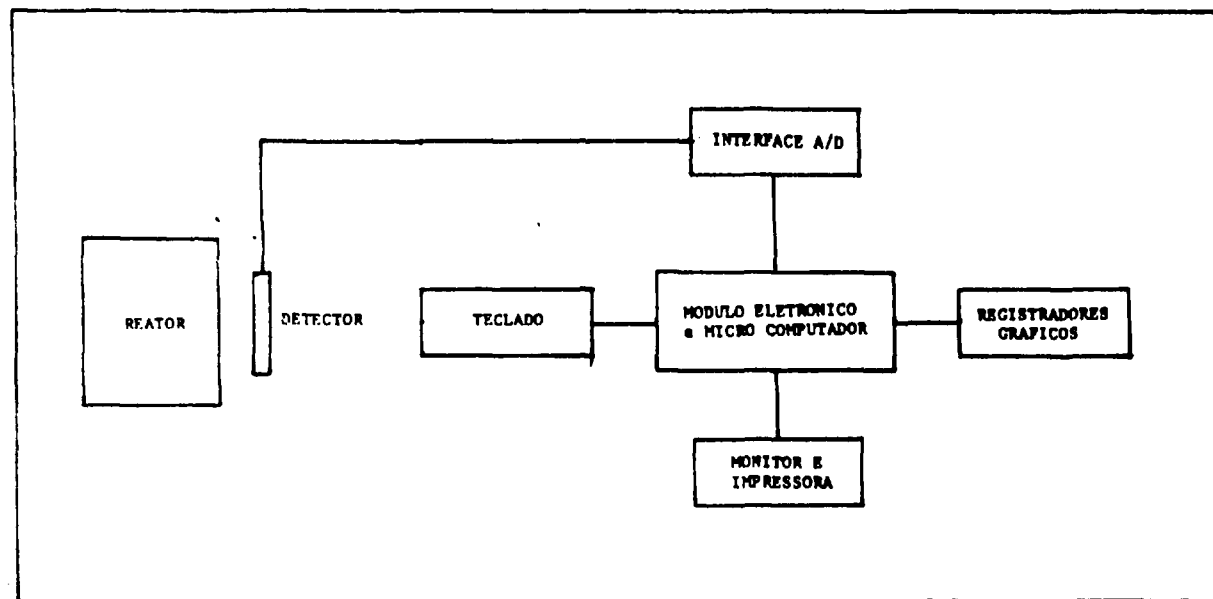 INTERFACE A/D
REATOR
DETECTOR
TECLADO
MODULO ELETRONICO
e MICRO COMPUTADOR
REGISTRADORES
GRAFICOS
MONITOR E
IMPRESSORA